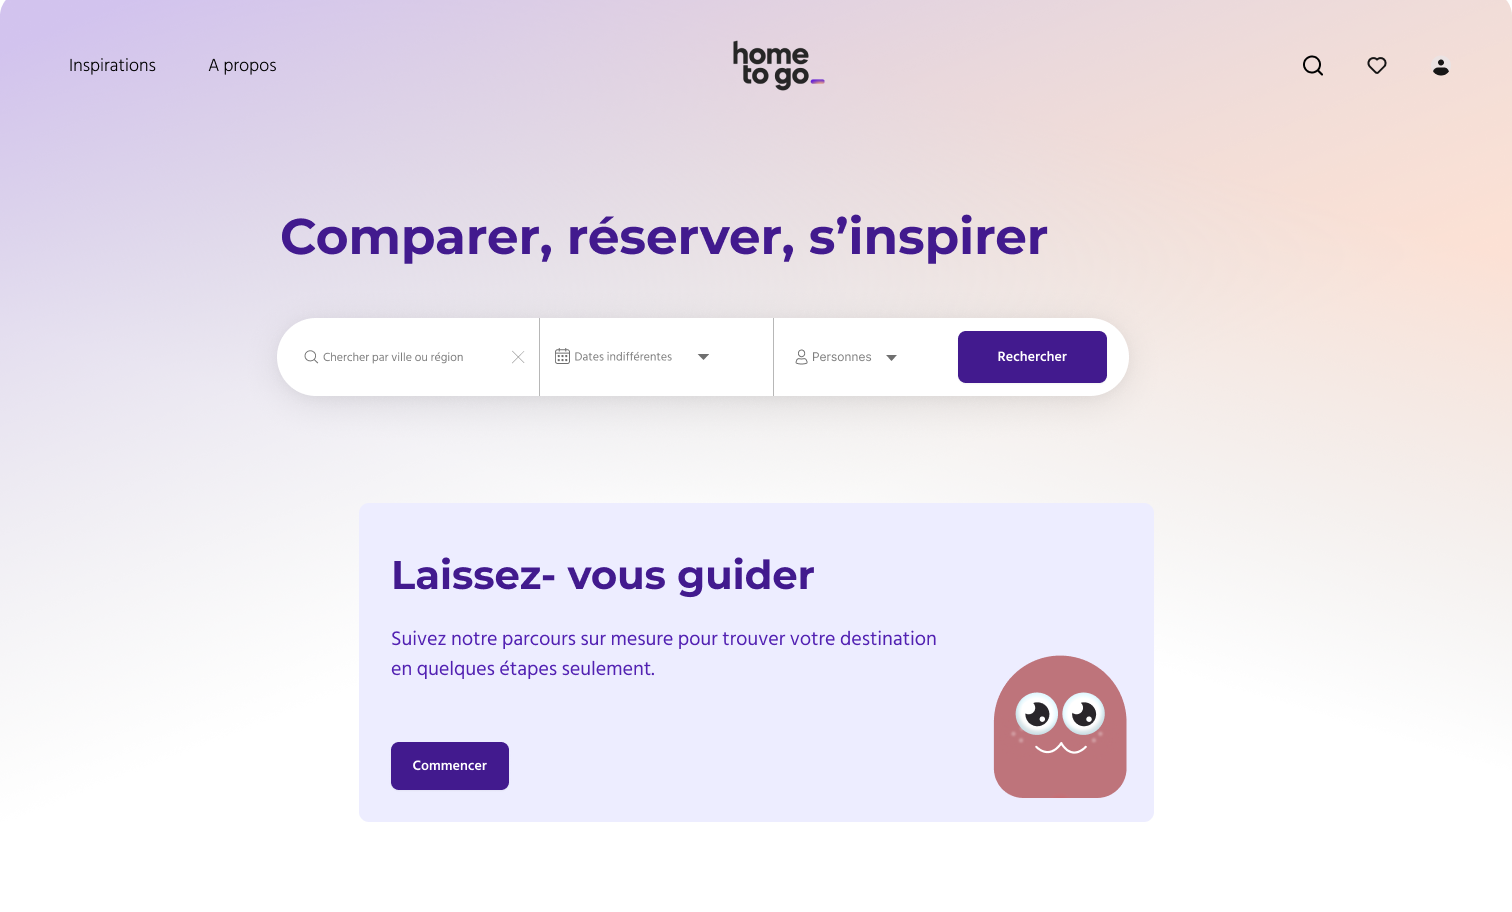 Inspirations
A propos
home
to go_
Comparer, réserver, s’inspirer
Chercher par ville ou région
Dates indifférentes
Personnes
Rechercher
Laissez- vous guider
Suivez notre parcours sur mesure pour trouver votre destination
en quelques étapes seulement.
Commencer